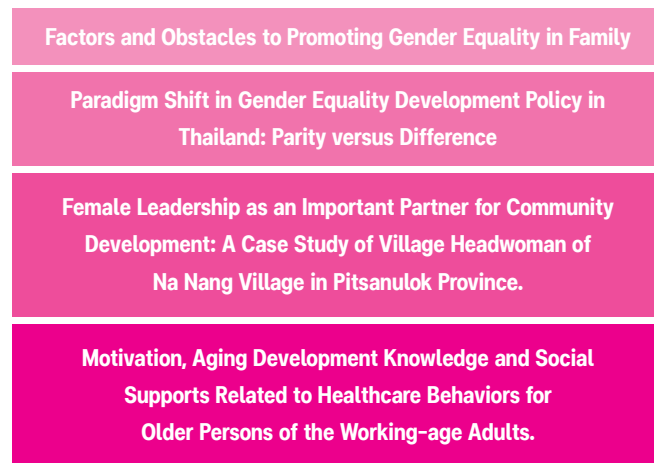 Factors and Obstacles to Promoting Gender Equality in Family
Paradigm Shift in Gender Equality Development Policy in
Thailand: Parity versus Difference
Female Leadership as an Important Partner for Community
Development: A Case Study of Village Headwoman of
Na Nang Village in Pitsanulok Province.
Motivation, Aging Development Knowledge and Social
Supports Related to Healthcare Behaviors for
Older Persons of the Working-age Adults.